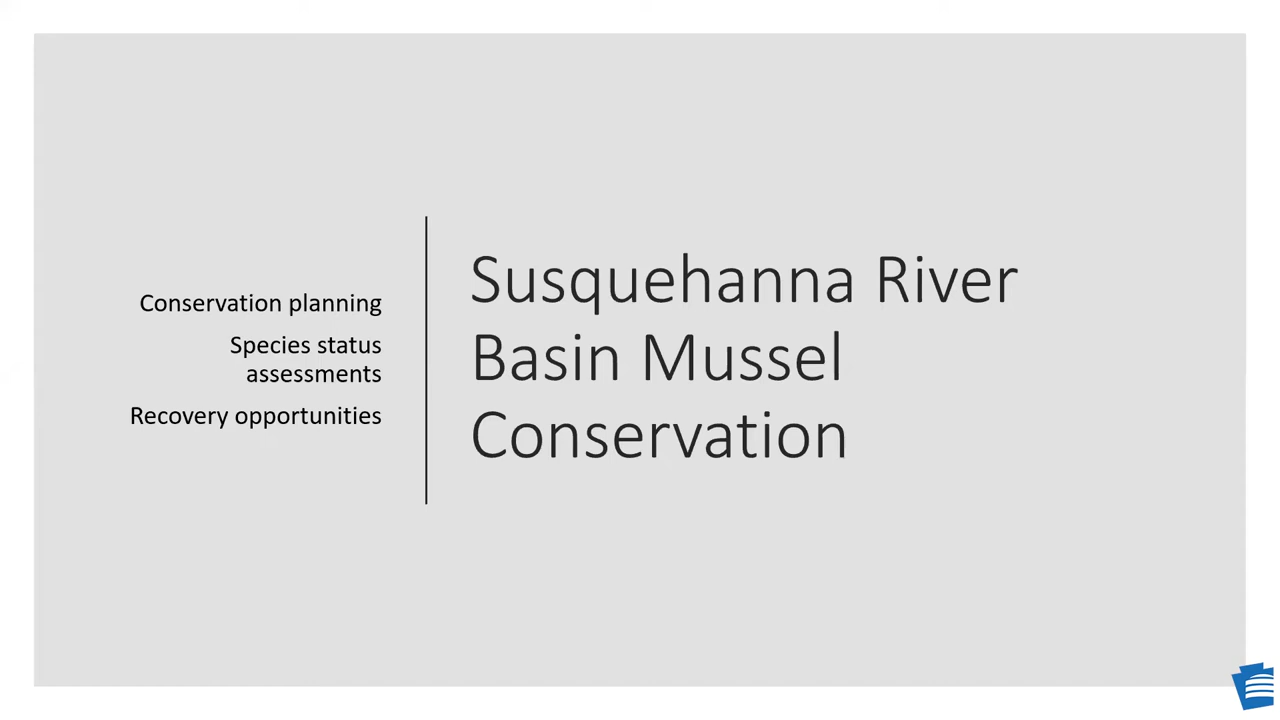 Conservation planning
Species status
assessments
Recovery opportunities
Susquehanna River
Basin Mussel
Conservation